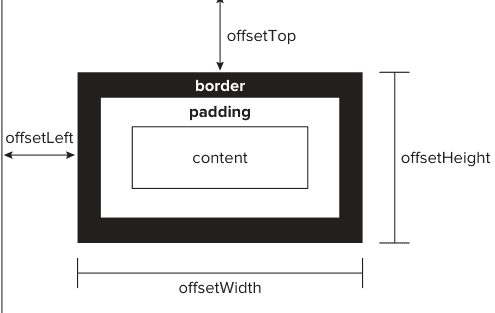 offsetTop
border
padding
offsetLeft
content
offsetHeight
offsetWidth